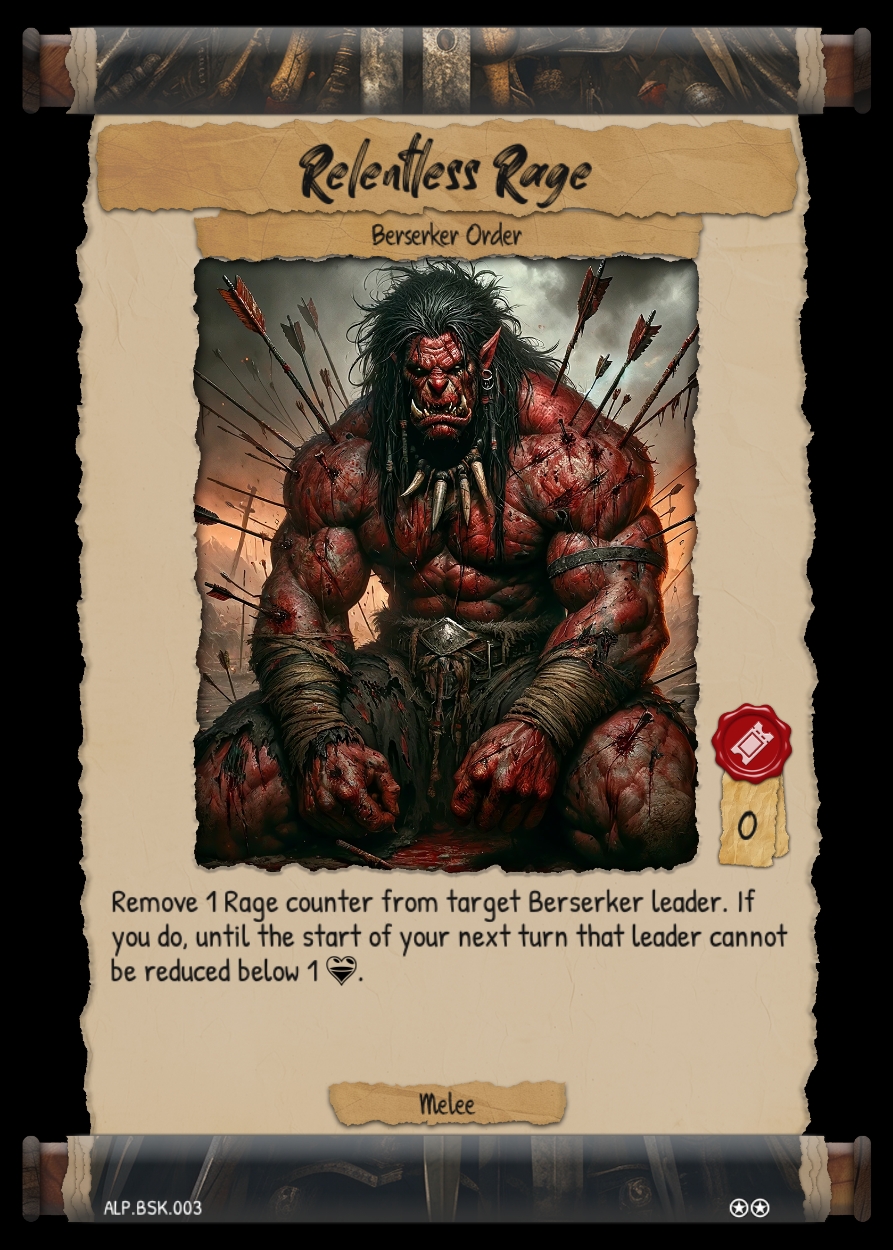 Relentless Rage
Berserker Order
0
Remove 1 Rage counter from target Berserker leader. If
you do, until the start of your next turn that leader cannot
be reduced below 1 .
Melee
ALP.BSK.003